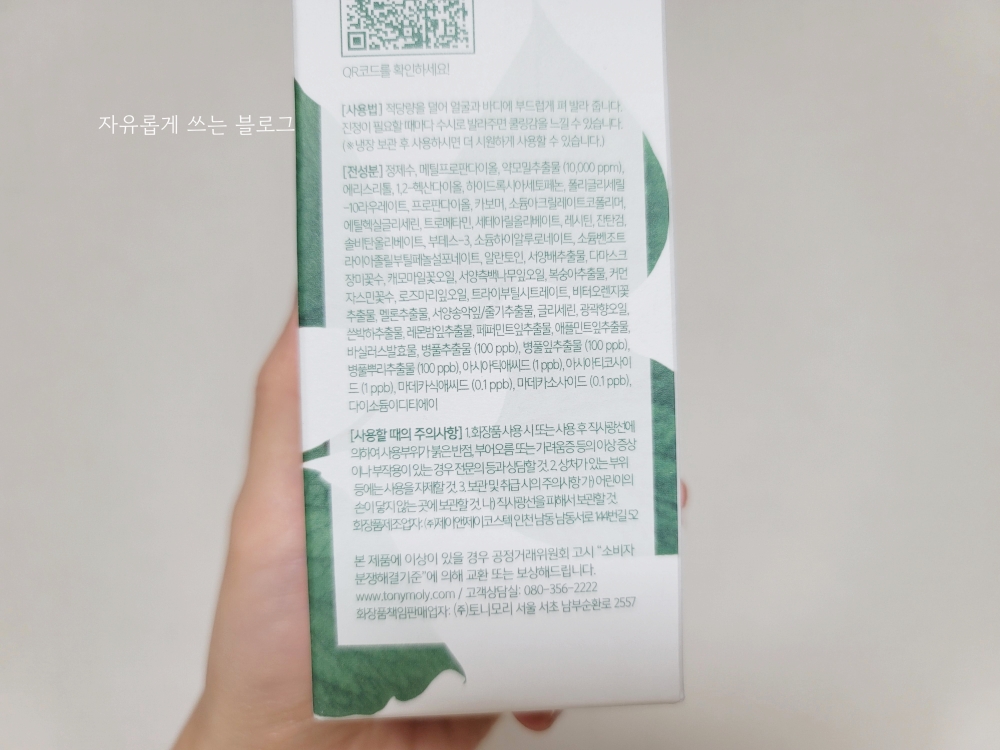 QR코드를 확인하세요!
자유롭게 쓰는 블로그
[사용법] 적당량을 덜어 얼굴과 바디에 부드럽게 펴 발라 줍니다.
진정이 필요할 때마다 수시로 발라주면 쿨링감을 느낄 수 있습니다.
(※냉장 보관 후 사용하시면 더 시원하게 사용할 수 있습니다.)
[전성분] 정제수, 메틸프로판다이올, 약모밀추출물 (10,000 ppm),
에리스리톨, 1,2-헥산다이올, 하이드록시아세토페논, 폴리글리세릴
-10라우레이트, 프로판다이올, 카보머, 소듐아크릴레이트코폴리머,
에틸헥실글리세린, 트로메타민, 세테아릴올리베이트, 레시틴, 잔탄검,
솔비탄올리베이트, 부테스-3, 소듐하이알루로네이트, 소듐벤조트
라이아졸릴부틸페놀설포네이트, 알란토인, 서양배추출물, 다마스크
장미꽃수, 캐모마일꽃오일, 서양측백나무잎오일, 복숭아추출물, 커먼
자스민꽃수, 로즈마리잎오일, 트라이부틸시트레이트, 비터오렌지꽃
추출물, 멜론추출물, 서양송악잎/줄기추출물, 글리세린, 광곽향오일,
쓴박하추출물, 레몬밤잎추출물, 페퍼민트잎추출물, 애플민트잎추출물,
바실러스발효물, 병풀추출물 (100 ppb), 병풀잎추출물 (100 ppb),
병풀뿌리추출물 (100 ppb), 아시아틱애씨드 (1 ppb), 아시아티코사이
드 (1 ppb), 마데카식애씨드 (0.1 ppb), 마데카소사이드 (0.1 ppb),
다이소듐이디티에이
[사용할 때의 주의사항] 1. 화장품 사용 시 또는 사용 후 직사광선에
의하여 사용부위가 붉은 반점, 부어오름 또는 가려움증 등의 이상 증상
이나 부작용이 있는 경우 전문의 등과 상담할 것. 2. 상처가 있는 부위
등에는 사용을 자제할 것. 3. 보관 및 취급 시의 주의사항 가) 어린이의
손이 닿지 않는 곳에 보관할 것. 나) 직사광선을 피해서 보관할 것.
화장품제조업자: ㈜제이앤제이코스텍 인천 남동 남동서로 144번길 52
본 제품에 이상이 있을 경우 공정거래위원회 고시 "소비자
분쟁해결기준"에 의해 교환 또는 보상해드립니다.
www.tonymoly.com / 고객상담실: 080-356-2222
화장품책임판매업자: (주)토니모리 서울 서초 남부순환로 2557